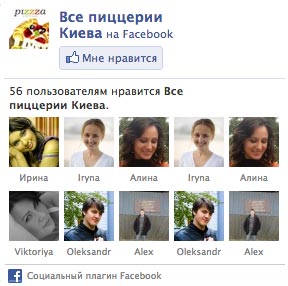 pizzza
Все пиццерии
Киева на Facebook
Мне нравится
56 пользователям нравится Все
пиццерии Киева.
Ирина Iryna Алина Iryna Алина
Viktoriya Oleksandr Alex Oleksandr Alex
Социальный плагин Facebook